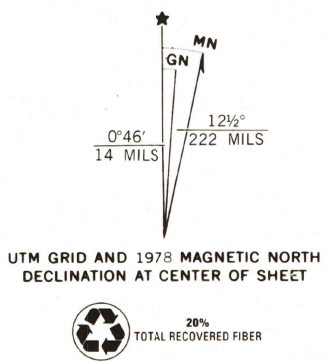 MN
GN
0°46′
14 MILS
12½°
222 MILS
UTM GRID AND 1978 MAGNETIC NORTH
DECLINATION AT CENTER OF SHEET
20%
TOTAL RECOVERED FIBER